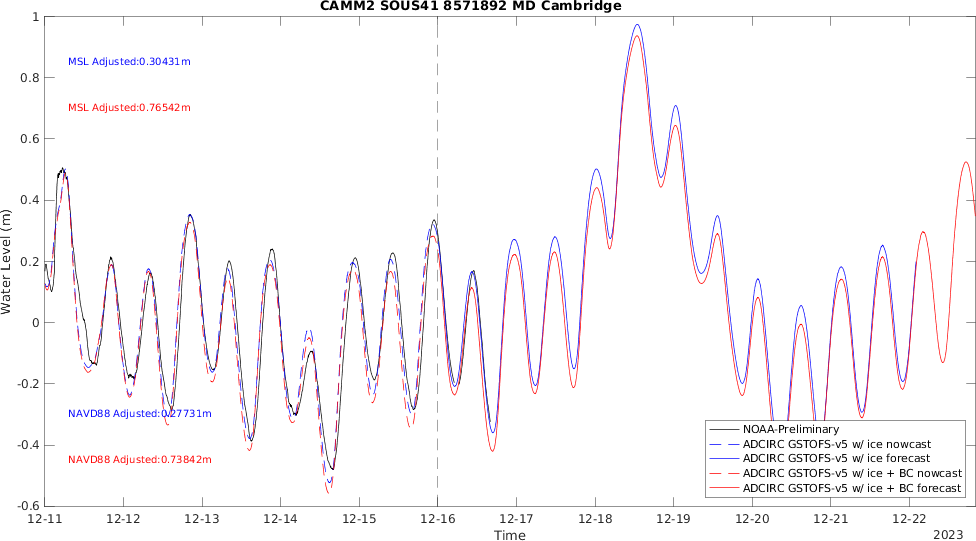 CAMM2 SOUS41 8571892 MD Cambridge
1
0.8
0.6
0.4
0.2
0
-0.2
-0.4
-0.6
Water Level (m)
MSL Adjusted:0.30431m
MSL Adjusted:0.76542m
NAVD88 Adjusted:0.27731m
NAVD88 Adjusted:0.73842m
NOAA-Preliminary
ADCIRC GSTOFS-v5 w/ ice nowcast
ADCIRC GSTOFS-v5 w/ ice forecast
ADCIRC GSTOFS-v5 w/ ice + BC nowcast
ADCIRC GSTOFS-v5 w/ ice + BC forecast
12-11 12-12 12-13 12-14 12-15 12-16 12-17 12-18 12-19 12-20 12-21 12-22
Time
2023